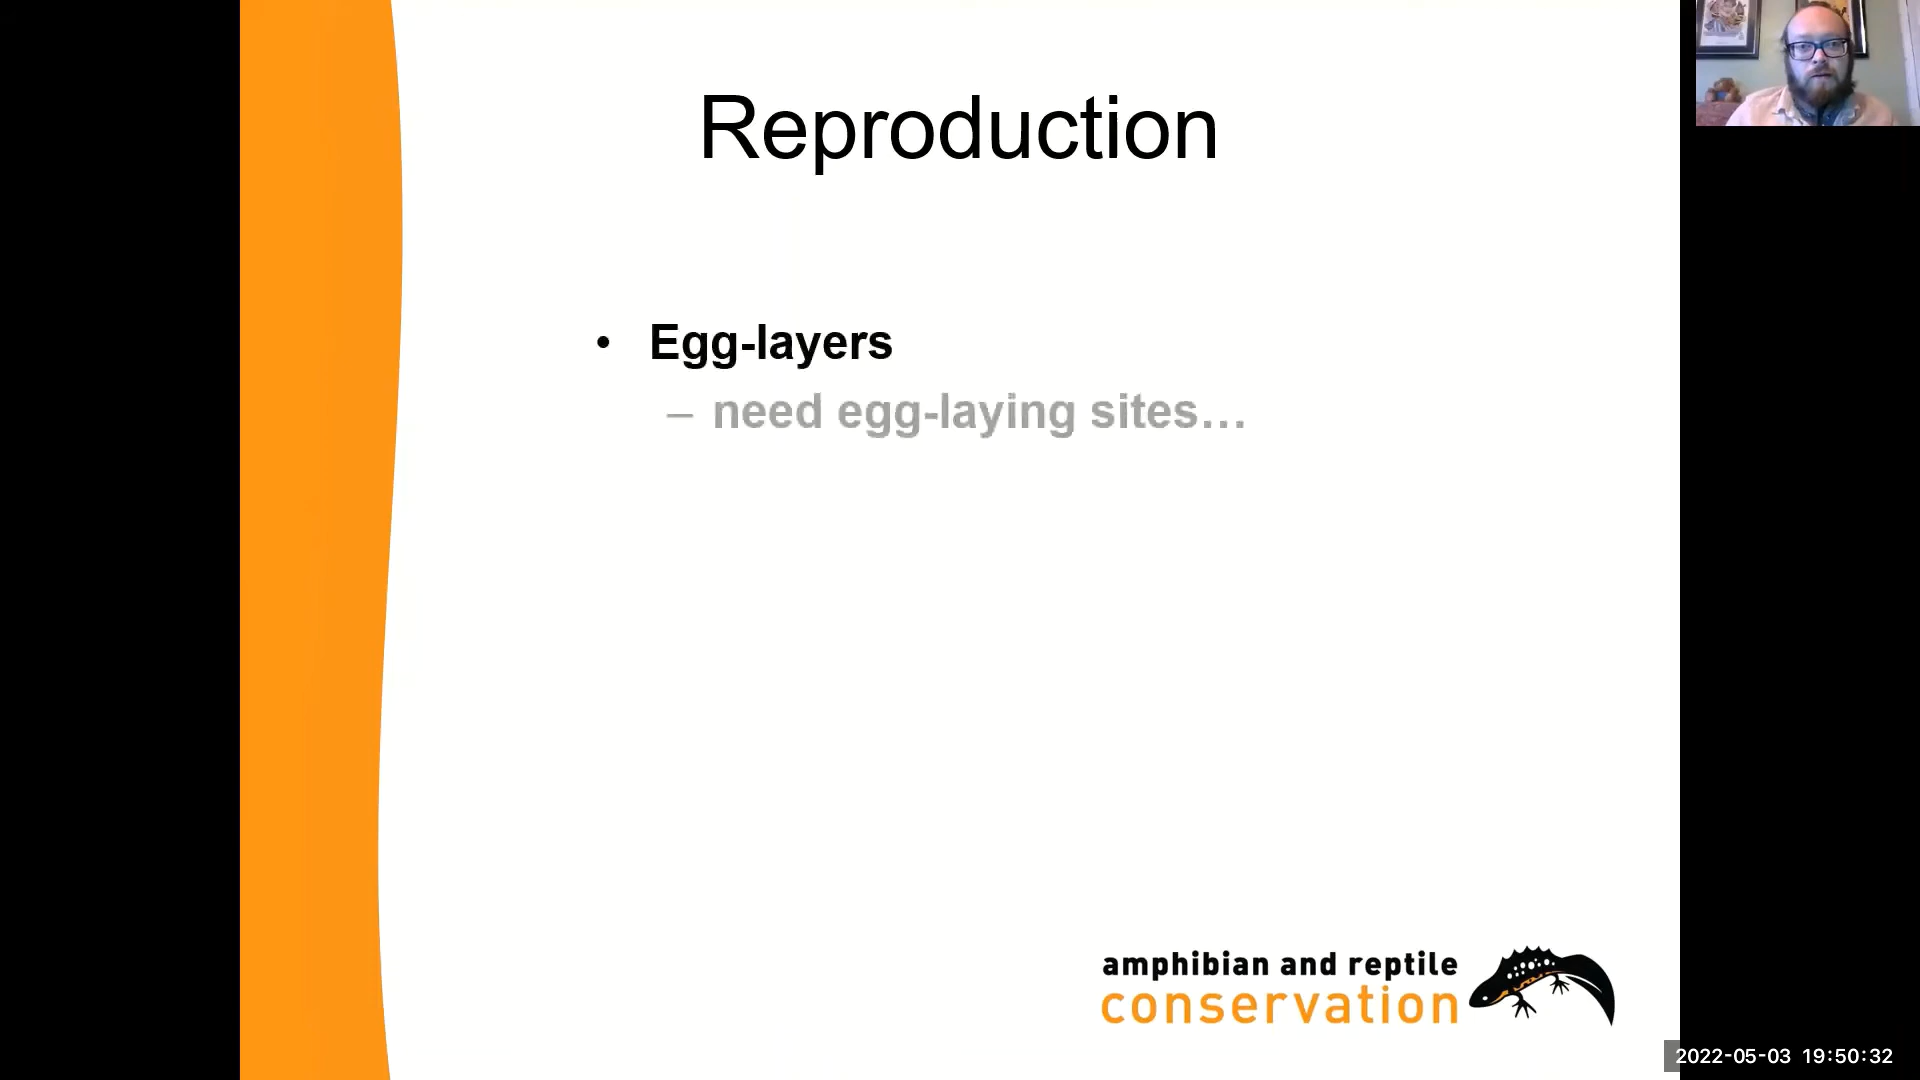 Reproduction
• Egg-layers
– need egg-laying sites…
amphibian and reptile
conservation
2022-05-03 19:50:32